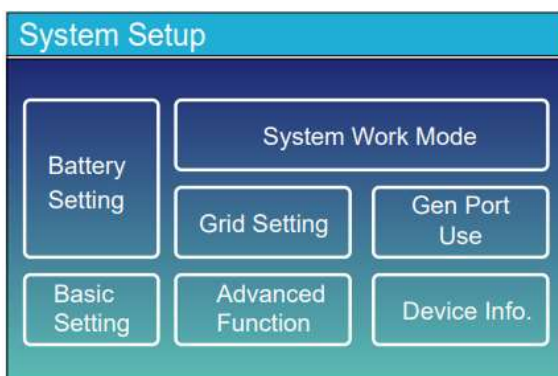 System Setup
Battery
Setting
System Work Mode
Grid Setting
Gen Port
Use
Basic
Setting
Advanced
Function
Device Info.